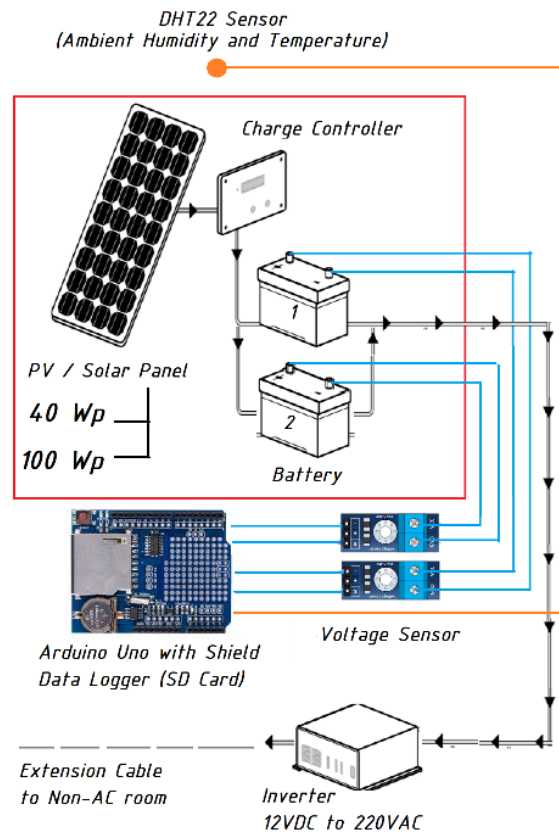 DHT22 Sensor
(Ambient Humidity and Temperature)
Charge Controller
1
PV / Solar Panel
40 Wp
100 Wp
2
Battery
Voltage Sensor
Arduino Uno with Shield
Data Logger (SD Card)
Extension Cable
to Non-AC room
Inverter
12VDC to 220VAC